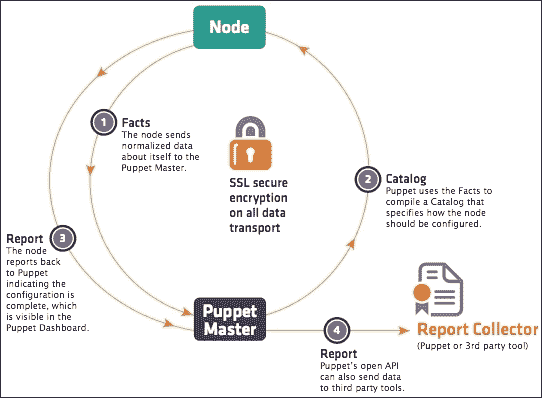 Node
1
Facts
The node sends
normalized data
about itself to the
Puppet Master.
SSL secure
encryption
on all data
transport
2
Catalog
Puppet uses the Facts to
compile a Catalog that
specifies how the node
should be configured.
Report
3
The node
reports back
to Puppet
indicating the
configuration is
complete, which
is visible in the
Puppet Dashboard.
Puppet
Master
4
Report
Puppet's open API
can also send data
to third party tools.
Report Collector
(Puppet or 3rd party tool)